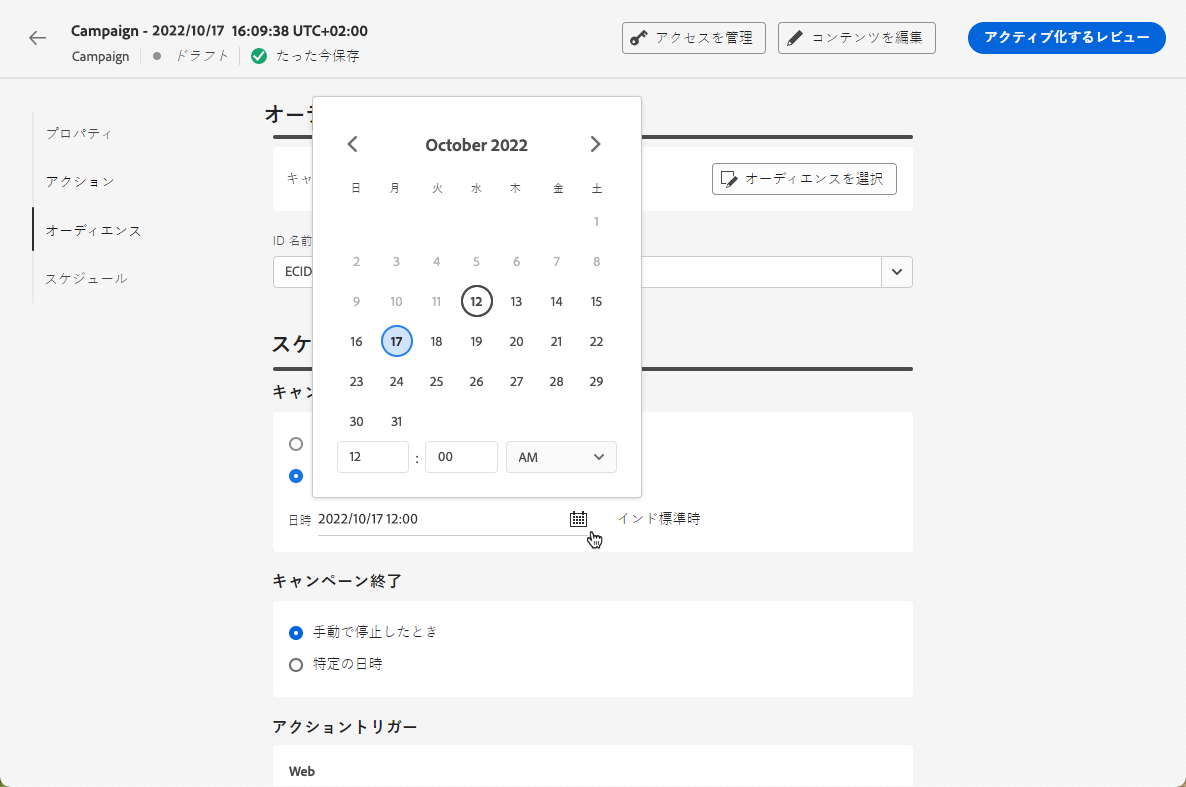 Campaign - 2022/10/17 16:09:38 UTC+02:00
Campaign ドラフト たった今保存
アクセスを管理
コンテンツを編集
アクティブ化するレビュー
プロパティ
アクション
オーディエンス
スケジュール
オー
キャ
オーディエンスを選択
ID 名前
ECID
October 2022
日 月 火 水 木 金 土
1
2 3 4 5 6 7 8
9 10 11 12 13 14 15
16 17 18 19 20 21 22
23 24 25 26 27 28 29
30 31
12 : 00 AM
スケ
キャン
日時 2022/10/17 12:00 インド標準時
キャンペーン終了
手動で停止したとき
特定の日時
アクショントリガー
Web